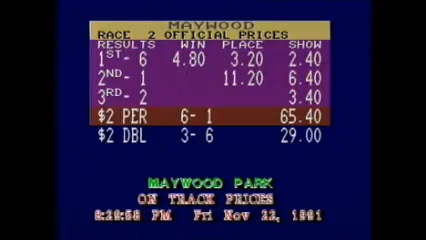 MAYWOOD
RACE 2 OFFICIAL PRICES
RESULTS WIN PLACE SHOW
1ST- 6 4.80 3.20 2.40
2ND- 1 11.20 6.40
3RD- 2 3.40
$2 PER 6- 1 65.40
$2 DBL 3- 6 29.00
MAYWOOD PARK
ON TRACK PRICES
8:29:58 PM Fri Nov 22, 1991